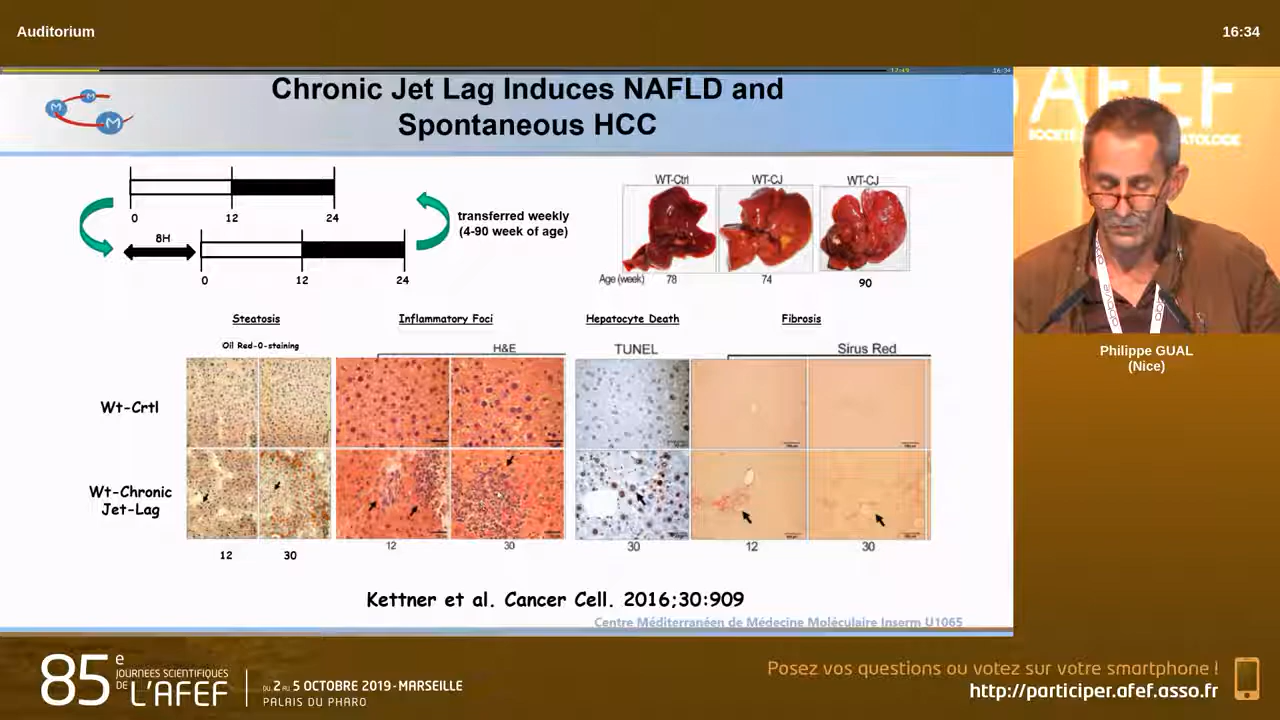 Auditorium
16:34
Chronic Jet Lag Induces NAFLD and
Spontaneous HCC
M M M
0 12 24
8H
0 12 24
transferred weekly
(4-90 week of age)
WT-Ctrl WT-CJ WT-CJ
Age (week) 78 74 90
Steatosis Inflammatory Foci Hepatocyte Death Fibrosis
Oil Red-O-staining H&E TUNEL Sirus Red
Wt-Crtl
Wt-Chronic
Jet-Lag
12 30 12 30 30 12 30
Kettner et al. Cancer Cell. 2016;30:909
Centre Méditerranéen de Médecine Moléculaire Inserm U1065
AFEF
Philippe GUAL
(Nice)
85e JOURNÉES SCIENTIFIQUES
DE L'AFEF
DU 2 AU 5 OCTOBRE 2019 - MARSEILLE
PALAIS DU PHARO
Posez vos questions ou votez sur votre smartphone !
http://participer.afef.asso.fr